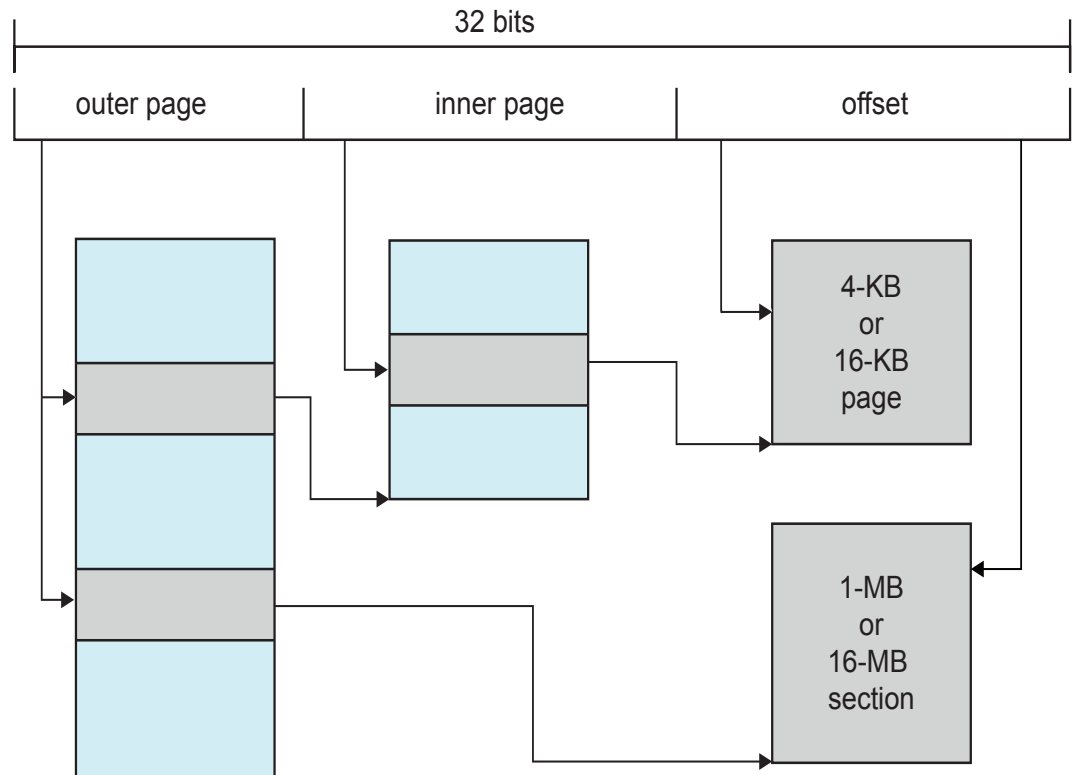 32 bits
outer page
inner page
offset
4-KB
or
16-KB
page
1-MB
or
16-MB
section